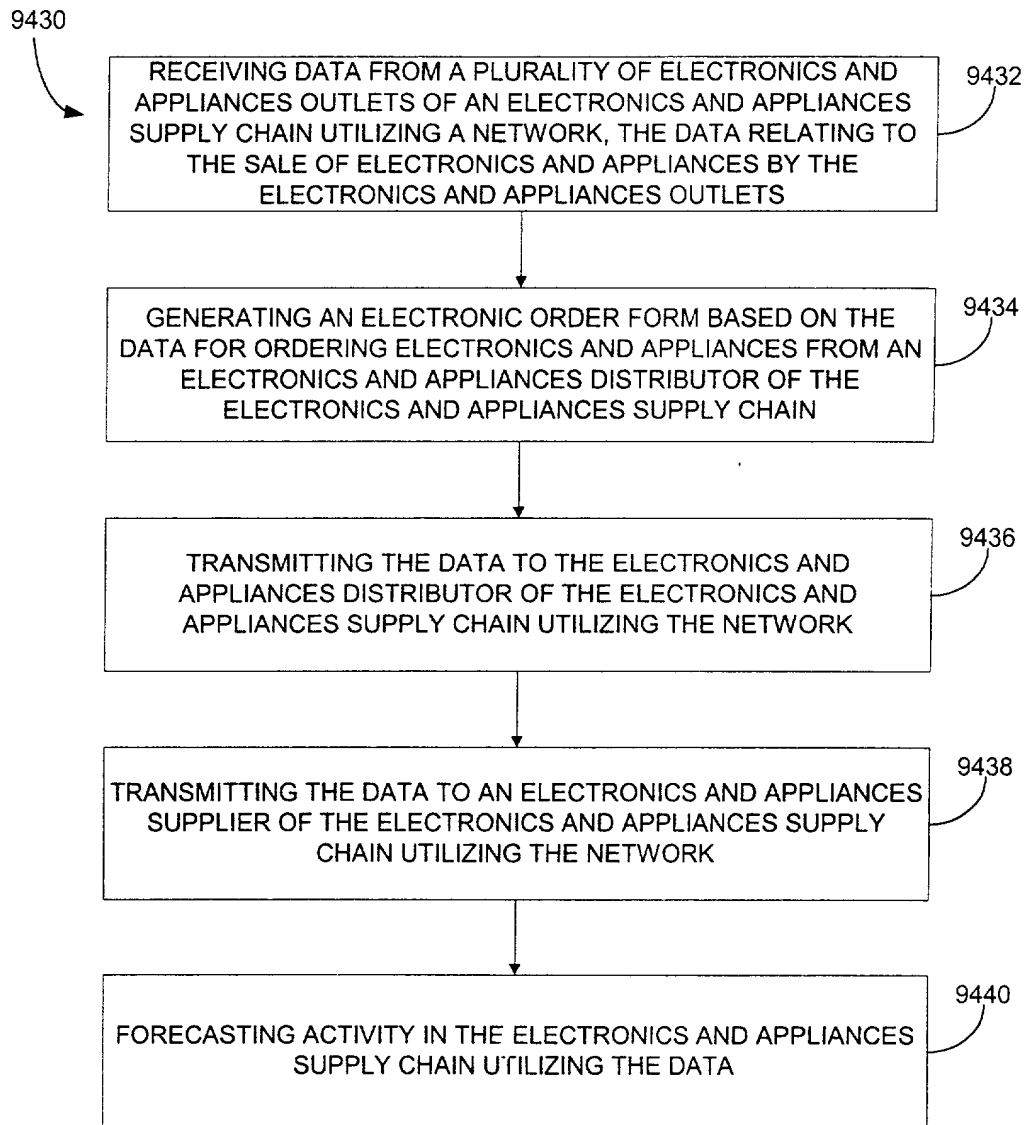 9430
RECEIVING DATA FROM A PLURALITY OF ELECTRONICS AND
APPLIANCES OUTLETS OF AN ELECTRONICS AND APPLIANCES
SUPPLY CHAIN UTILIZING A NETWORK, THE DATA RELATING TO
THE SALE OF ELECTRONICS AND APPLIANCES BY THE
ELECTRONICS AND APPLIANCES OUTLETS
9432
GENERATING AN ELECTRONIC ORDER FORM BASED ON THE
DATA FOR ORDERING ELECTRONICS AND APPLIANCES FROM AN
ELECTRONICS AND APPLIANCES DISTRIBUTOR OF THE
ELECTRONICS AND APPLIANCES SUPPLY CHAIN
9434
TRANSMITTING THE DATA TO THE ELECTRONICS AND
APPLIANCES DISTRIBUTOR OF THE ELECTRONICS AND
APPLIANCES SUPPLY CHAIN UTILIZING THE NETWORK
9436
TRANSMITTING THE DATA TO AN ELECTRONICS AND APPLIANCES
SUPPLIER OF THE ELECTRONICS AND APPLIANCES SUPPLY
CHAIN UTILIZING THE NETWORK
9438
FORECASTING ACTIVITY IN THE ELECTRONICS AND APPLIANCES
SUPPLY CHAIN UTILIZING THE DATA
9440